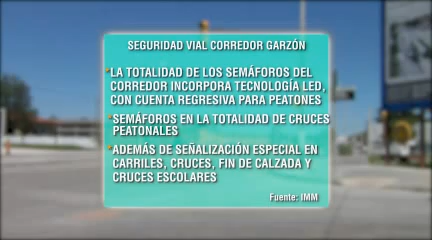 SEGURIDAD VIAL CORREDOR GARZÓN
*LA TOTALIDAD DE LOS SEMÁFOROS DEL
CORREDOR INCORPORA TECNOLOGÍA LED,
CON CUENTA REGRESIVA PARA PEATONES
*SEMÁFOROS EN LA TOTALIDAD DE CRUCES
PEATONALES
*ADEMÁS DE SEÑALIZACIÓN ESPECIAL EN
CARRILES, CRUCES, FIN DE CALZADA Y
CRUCES ESCOLARES
Fuente: IMM